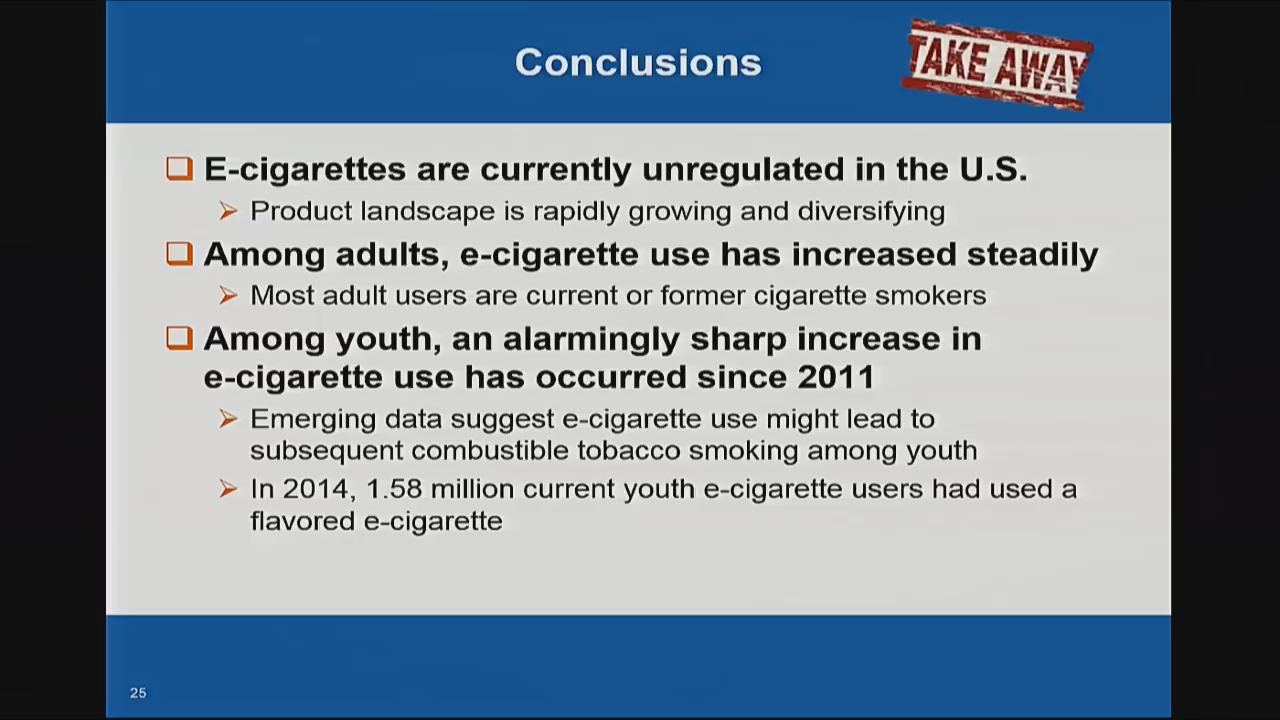 Conclusions
TAKE AWAY
E-cigarettes are currently unregulated in the U.S.
Product landscape is rapidly growing and diversifying
Among adults, e-cigarette use has increased steadily
Most adult users are current or former cigarette smokers
Among youth, an alarmingly sharp increase in
e-cigarette use has occurred since 2011
Emerging data suggest e-cigarette use might lead to
subsequent combustible tobacco smoking among youth
In 2014, 1.58 million current youth e-cigarette users had used a
flavored e-cigarette
25